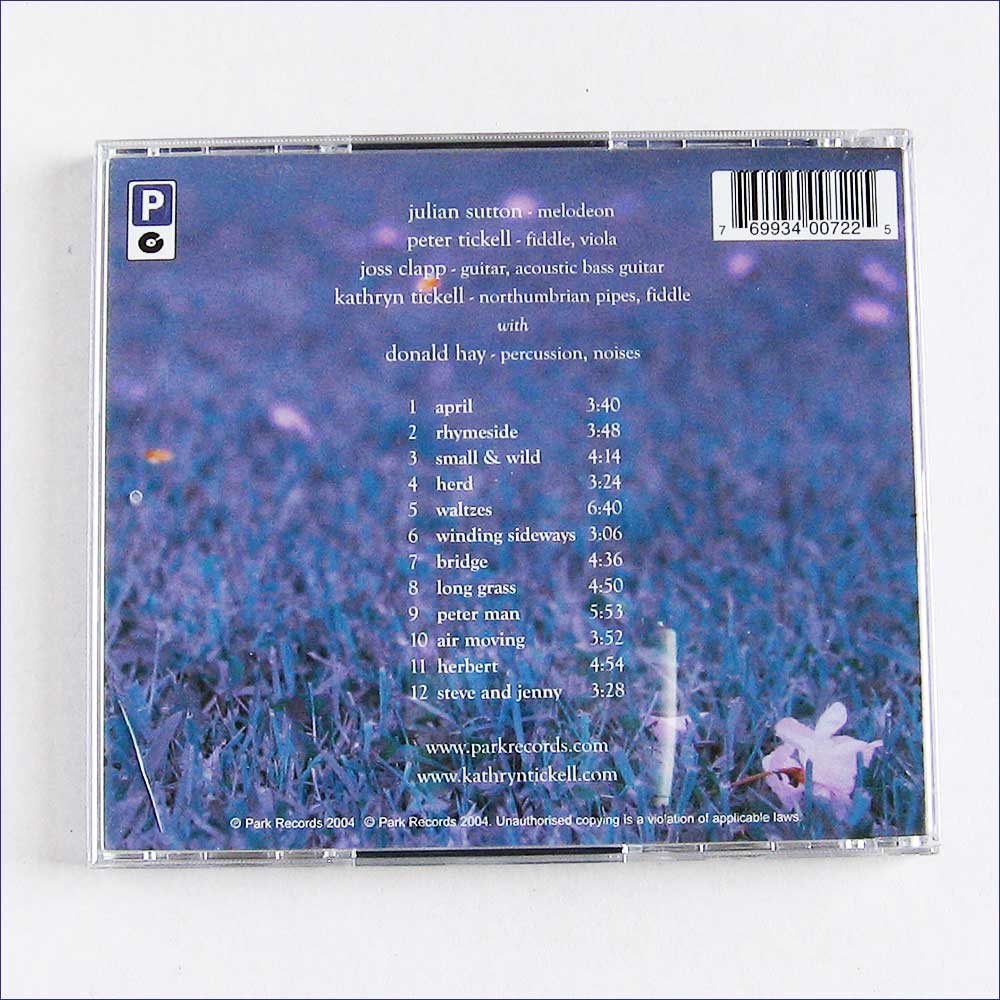 P
7 69934 00722 5
julian sutton - melodeon
peter tickell - fiddle, viola
joss clapp - guitar, acoustic bass guitar
kathryn tickell - northumbrian pipes, fiddle
with
donald hay - percussion, noises
1 april 3:40
2 rhymeside 3:48
3 small & wild 4:14
4 herd 3:24
5 waltzes 6:40
6 winding sideways 3:06
7 bridge 4:36
8 long grass 4:50
9 peter man 5:53
10 air moving 3:52
11 herbert 4:54
12 steve and jenny 3:28
www.parkrecords.com
www.kathryntickell.com
℗ Park Records 2004 © Park Records 2004. Unauthorised copying is a violation of applicable laws.